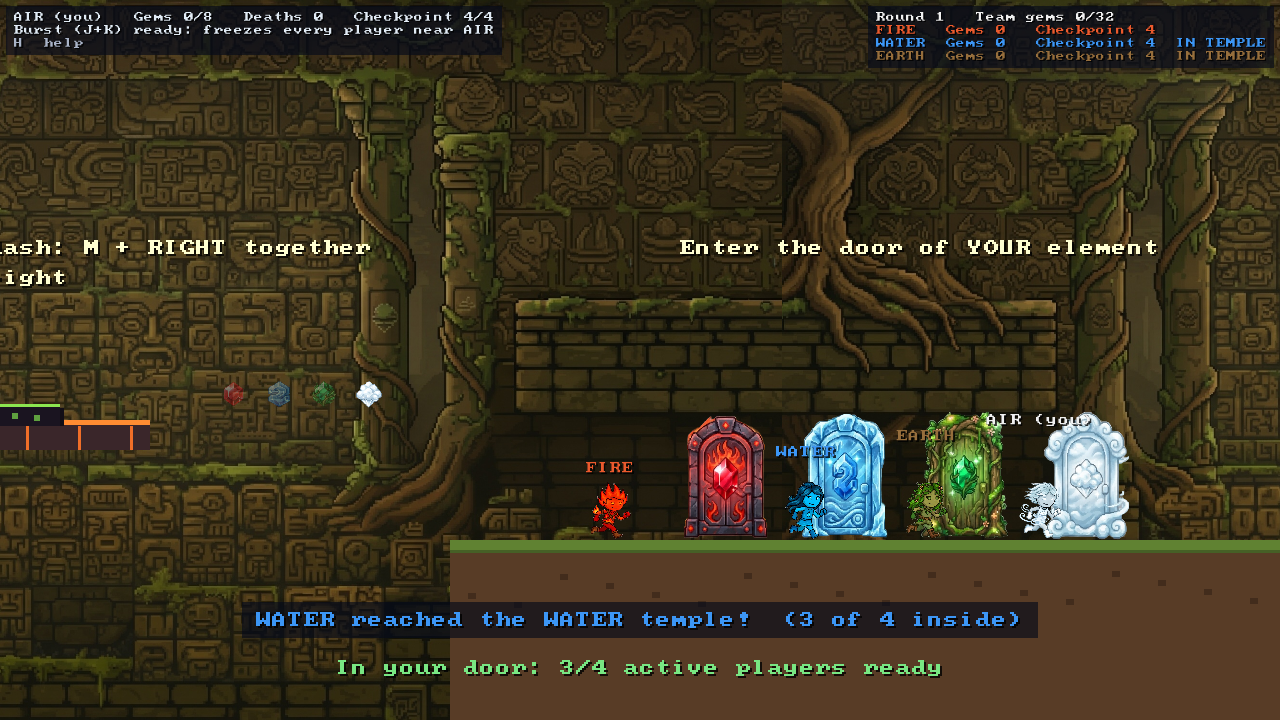 AIR (you)   Gems 0/8   Deaths 0   Checkpoint 4/4
Burst (J+K) ready: freezes every player near AIR
H  help
Round 1   Team gems 0/32
FIRE   Gems 0   Checkpoint 4
WATER   Gems 0   Checkpoint 4   IN TEMPLE
EARTH   Gems 0   Checkpoint 4   IN TEMPLE
ash: M + RIGHT together
ight
Enter the door of YOUR element
AIR (you)
EARTH
WATER
FIRE
WATER reached the WATER temple!  (3 of 4 inside)
In your door: 3/4 active players ready